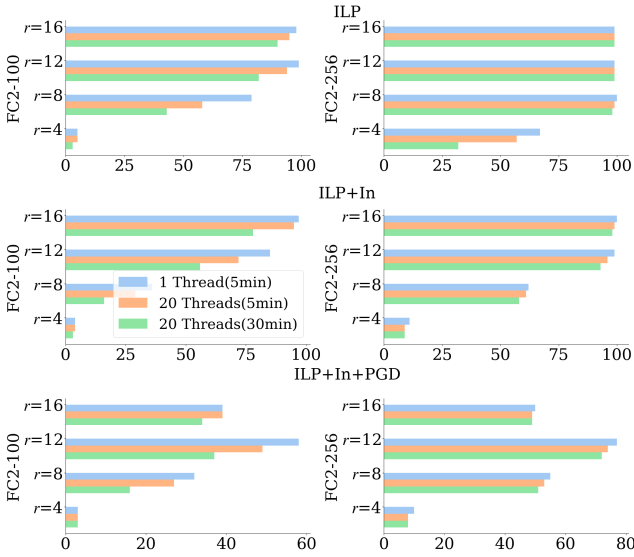 ILP
FC2-100
r=16
r=12
r=8
r=4
0 25 50 75 100
FC2-256
r=16
r=12
r=8
r=4
0 25 50 75 100
ILP+In
FC2-100
r=16
r=12
r=8
r=4
0 25 50 75 100
1 Thread(5min)
20 Threads(5min)
20 Threads(30min)
FC2-256
r=16
r=12
r=8
r=4
0 25 50 75 100
ILP+In+PGD
FC2-100
r=16
r=12
r=8
r=4
0 20 40 60
FC2-256
r=16
r=12
r=8
r=4
0 20 40 60 80